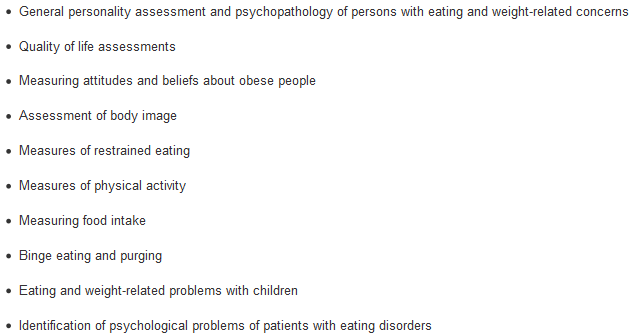 • General personality assessment and psychopathology of persons with eating and weight-related concerns
• Quality of life assessments
• Measuring attitudes and beliefs about obese people
• Assessment of body image
• Measures of restrained eating
• Measures of physical activity
• Measuring food intake
• Binge eating and purging
• Eating and weight-related problems with children
• Identification of psychological problems of patients with eating disorders